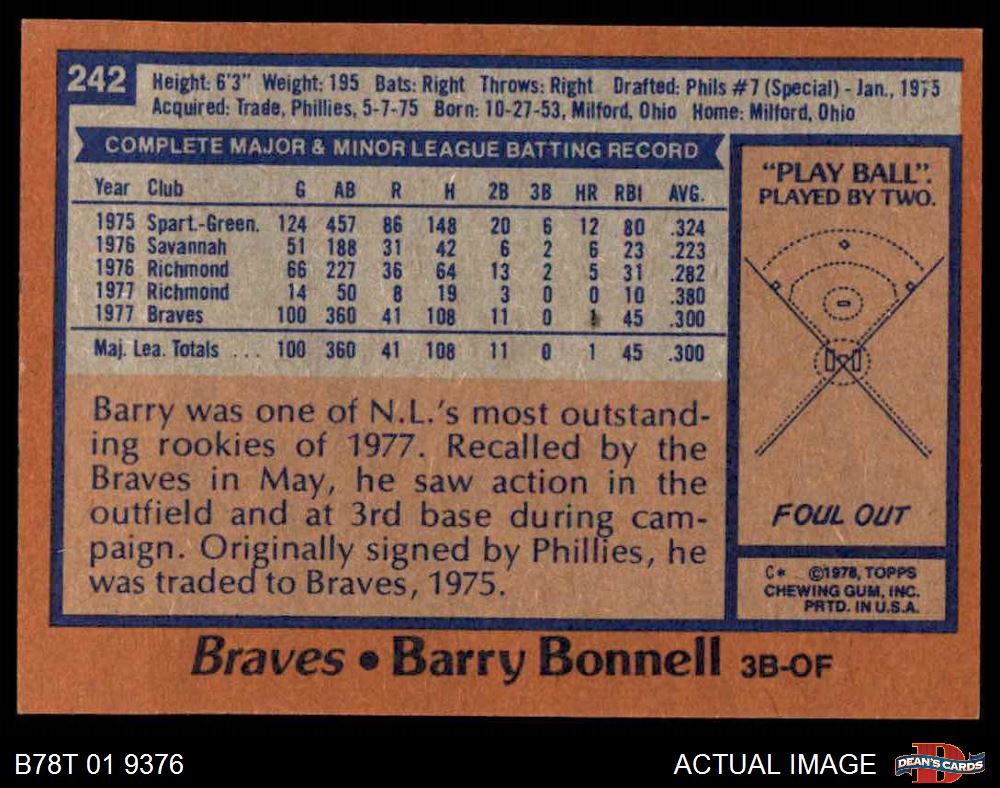 242
Height: 6'3" Weight: 195 Bats: Right Throws: Right Drafted: Phils #7 (Special) - Jan., 1975
Acquired: Trade, Phillies, 5-7-75 Born: 10-27-53, Milford, Ohio Home: Milford, Ohio
COMPLETE MAJOR & MINOR LEAGUE BATTING RECORD
Year Club G AB R H 2B 3B HR RBI AVG.
1975 Spart.-Green. 124 457 86 148 20 6 12 80 .324
1976 Savannah 51 188 31 42 6 2 6 23 .223
1976 Richmond 66 227 36 64 13 2 5 31 .282
1977 Richmond 14 50 8 19 3 0 0 10 .380
1977 Braves 100 360 41 108 11 0 1 45 .300
Maj. Lea. Totals ... 100 360 41 108 11 0 1 45 .300
Barry was one of N.L.'s most outstand-
ing rookies of 1977. Recalled by the
Braves in May, he saw action in the
outfield and at 3rd base during cam-
paign. Originally signed by Phillies, he
was traded to Braves, 1975.
"PLAY BALL".
PLAYED BY TWO.
FOUL OUT
C* ©1978, TOPPS
CHEWING GUM, INC.
PRTD. IN U.S.A.
Braves • Barry Bonnell 3B-OF
B78T 01 9376
ACTUAL IMAGE
D
DEAN'S CARDS